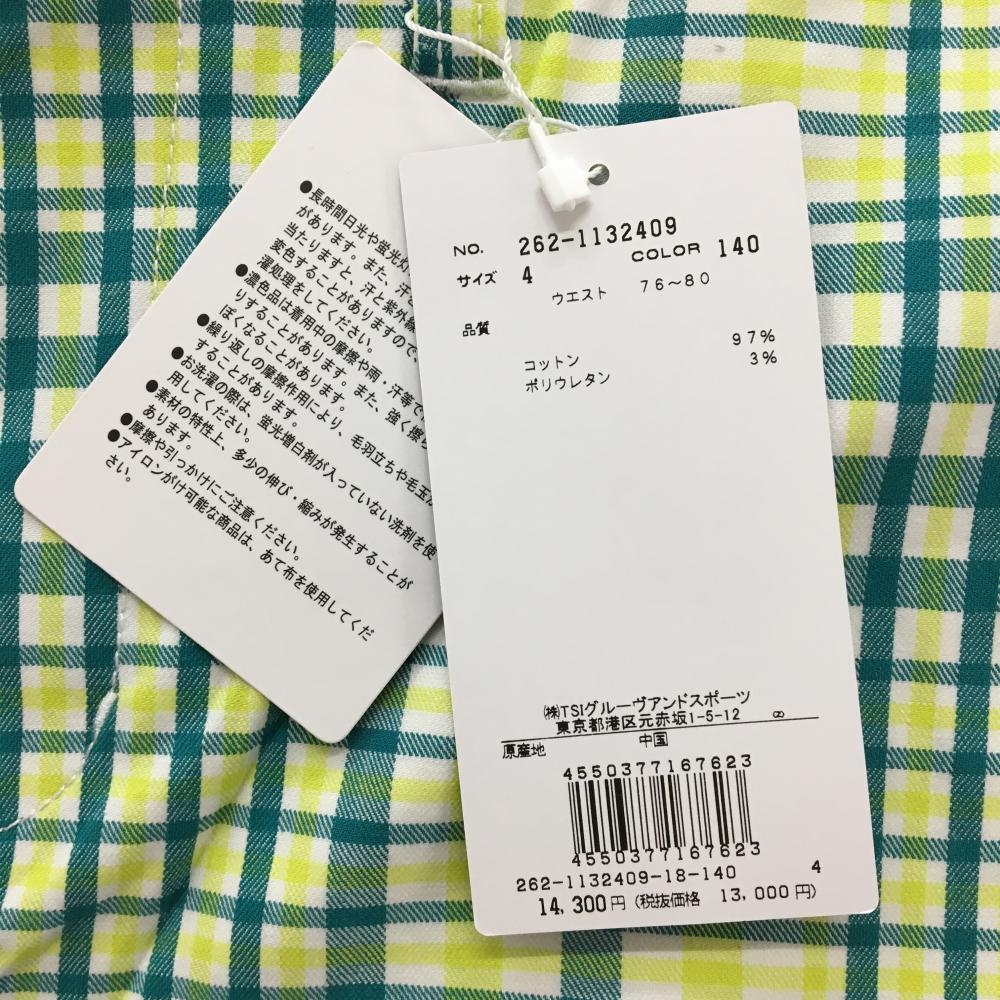 ●長時間日光や蛍光灯
があります。また、汗
当たりますと、汗と紫外線
変色することがありますので、
濯処理をしてください。
●濃色品は着用中の摩擦や雨・汗等で
りすることがあります。また、強く擦
ぽくなることがあります。
●繰り返しの摩擦作用により、毛羽立ちや毛玉が
することがあります。
●お洗濯の際は、蛍光増白剤が入っていない洗剤を使
用してください。
●素材の特性上、多少の伸び・縮みが発生することが
あります。
●摩擦や引っかけにご注意ください。
●アイロンがけ可能な商品は、あて布を使用してくだ
さい。
NO. 262-1132409
サイズ 4 COLOR 140
ウエスト 76~80
品質
コットン 97%
ポリウレタン 3%
㈱TSIグルーヴアンドスポーツ
東京都港区元赤坂1-5-12 ∞
原産地 中国
4550377167623
4550377167623
262-1132409-18-140 4
14,300円(税抜価格 13,000円)